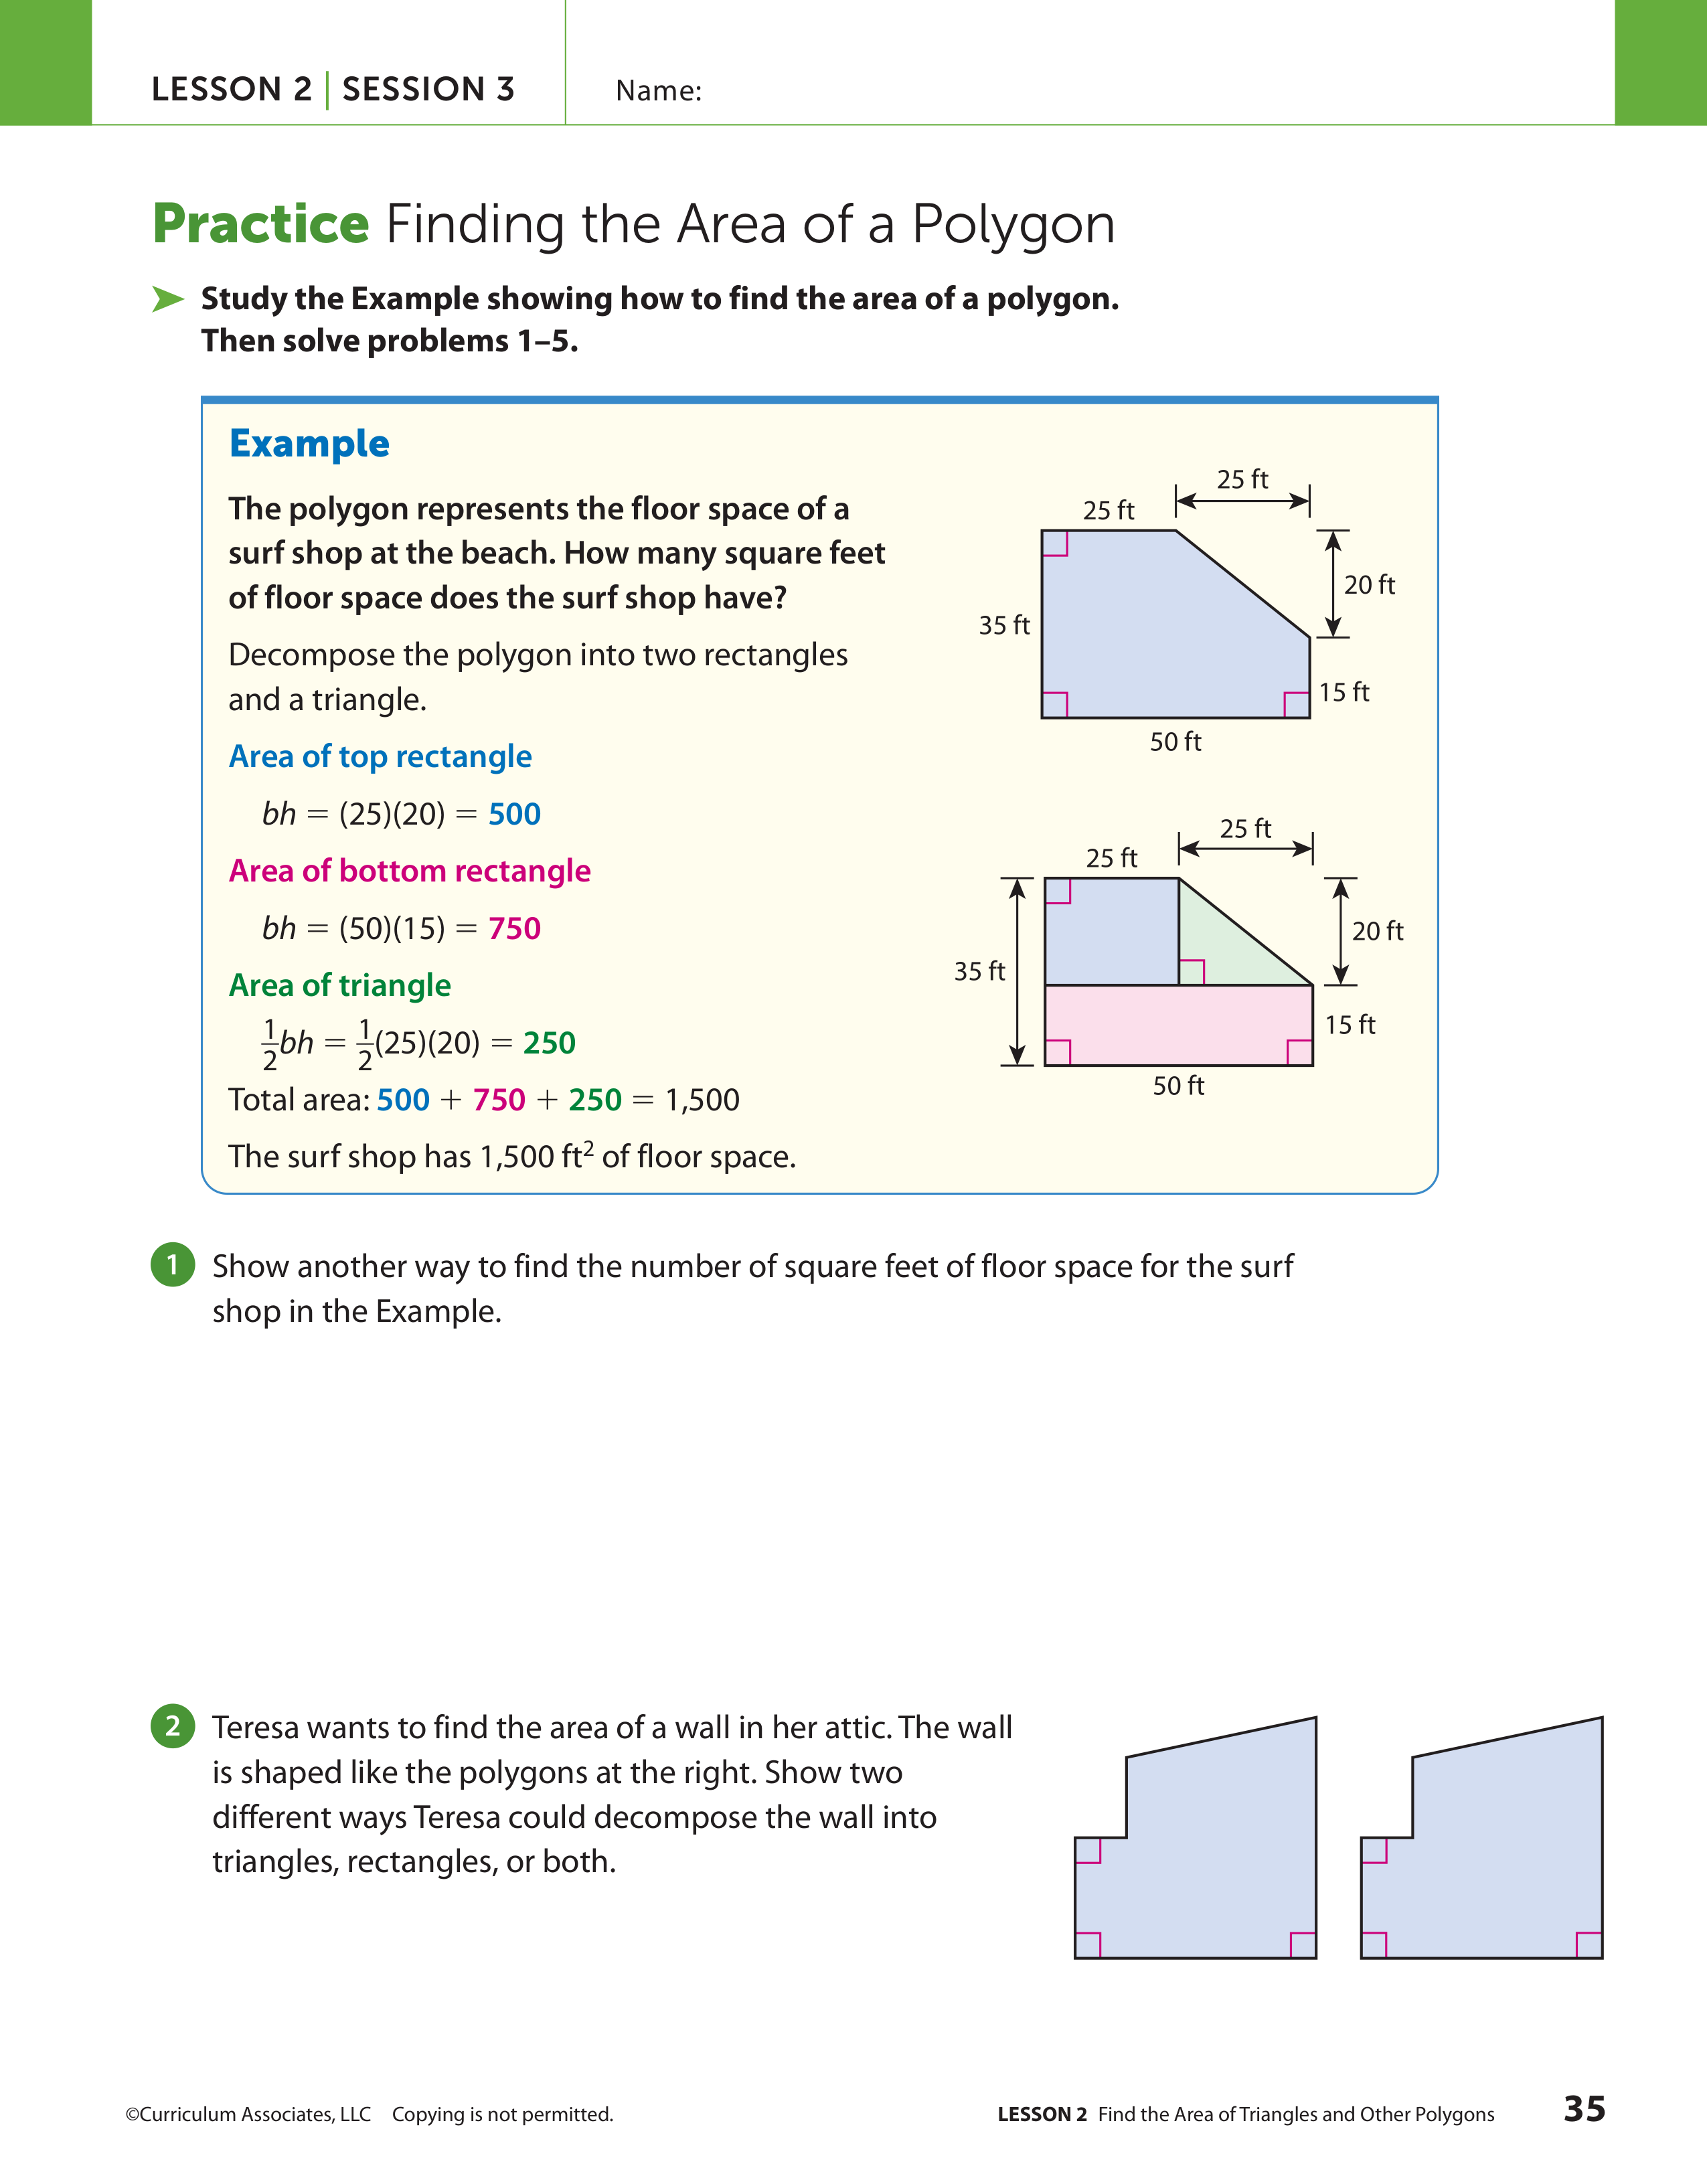 LESSON 2 | SESSION 3
Name:
Practice Finding the Area of a Polygon
Study the Example showing how to find the area of a polygon.
Then solve problems 1–5.
Example
The polygon represents the floor space of a
surf shop at the beach. How many square feet
of floor space does the surf shop have?
Decompose the polygon into two rectangles
and a triangle.
Area of top rectangle
bh = (25)(20) = 500
Area of bottom rectangle
bh = (50)(15) = 750
Area of triangle
1/2 bh = 1/2 (25)(20) = 250
Total area: 500 + 750 + 250 = 1,500
The surf shop has 1,500 ft² of floor space.
25 ft
25 ft
20 ft
35 ft
15 ft
50 ft
25 ft
25 ft
20 ft
35 ft
15 ft
50 ft
1 Show another way to find the number of square feet of floor space for the surf
shop in the Example.
2 Teresa wants to find the area of a wall in her attic. The wall
is shaped like the polygons at the right. Show two
different ways Teresa could decompose the wall into
triangles, rectangles, or both.
©Curriculum Associates, LLC Copying is not permitted.
LESSON 2 Find the Area of Triangles and Other Polygons 35